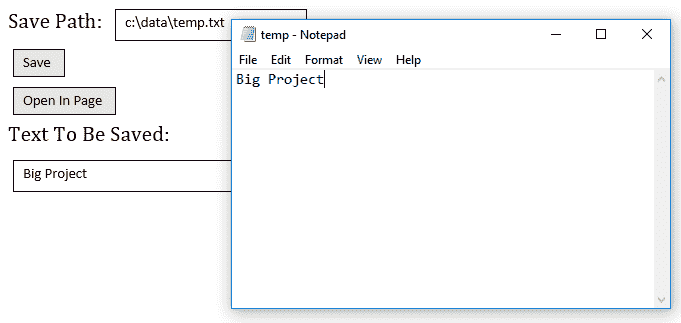 Save Path: c:\data\temp.txt
Save
Open In Page
Text To Be Saved:
Big Project
temp - Notepad
File Edit Format View Help
Big Project